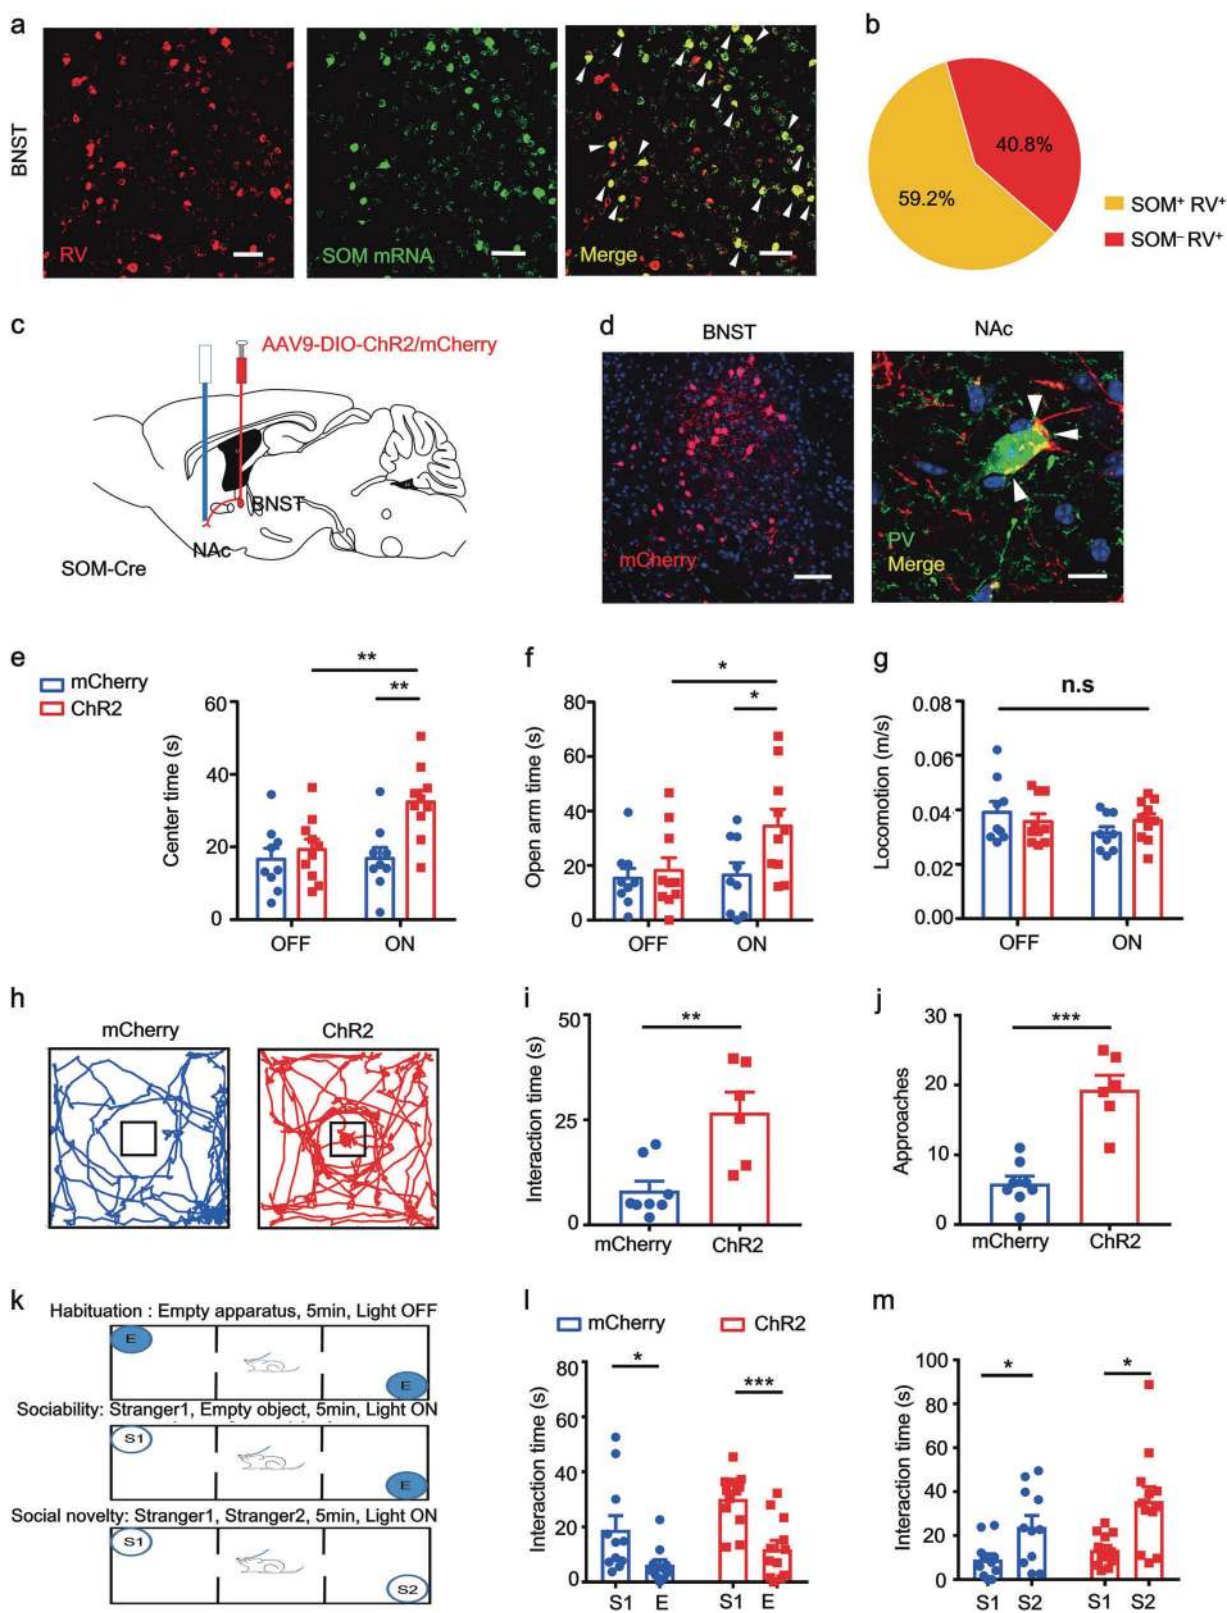 a
BNST
RV
SOM mRNA
Merge
b
40.8%
59.2%
SOM⁺ RV⁺
SOM⁻ RV⁺
c
AAV9-DIO-ChR2/mCherry
BNST
NAc
SOM-Cre
d
BNST
NAc
mCherry
PV
Merge
e
mCherry
ChR2
**
**
Center time (s)
60
40
20
0
OFF
ON
f
*
*
Open arm time (s)
80
60
40
20
0
OFF
ON
g
n.s
Locomotion (m/s)
0.08
0.06
0.04
0.02
0.00
OFF
ON
h
mCherry
ChR2
i
**
Interaction time (s)
50
25
0
mCherry
ChR2
j
***
Approaches
30
20
10
0
mCherry
ChR2
k
Habituation : Empty apparatus, 5min, Light OFF
E
E
Sociability: Stranger1, Empty object, 5min, Light ON
S1
E
Social novelty: Stranger1, Stranger2, 5min, Light ON
S1
S2
l
mCherry
ChR2
*
***
Interaction time (s)
80
60
40
20
0
S1
E
S1
E
m
*
*
Interaction time (s)
100
80
60
40
20
0
S1
S2
S1
S2